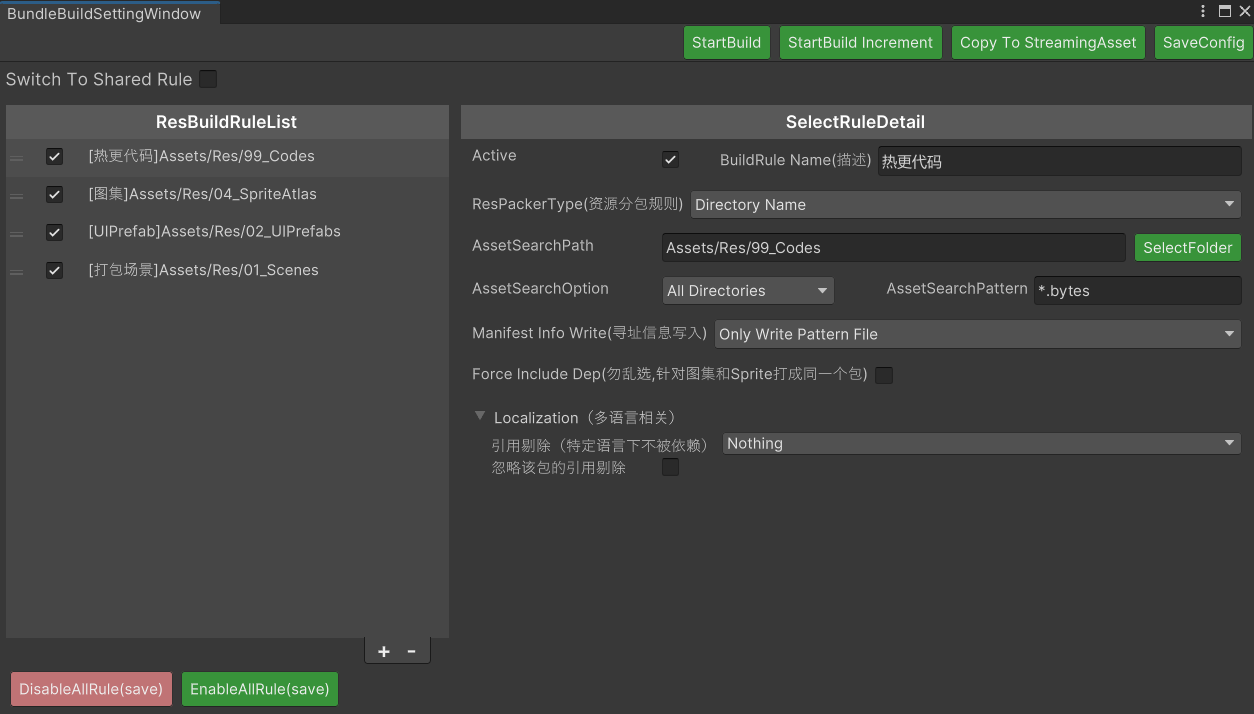 BundleBuildSettingWindow
StartBuild
StartBuild Increment
Copy To StreamingAsset
SaveConfig
Switch To Shared Rule
ResBuildRuleList
[热更代码]Assets/Res/99_Codes
[图集]Assets/Res/04_SpriteAtlas
[UIPrefab]Assets/Res/02_UIPrefabs
[打包场景]Assets/Res/01_Scenes
+ -
DisableAllRule(save)
EnableAllRule(save)
SelectRuleDetail
Active
BuildRule Name(描述)
热更代码
ResPackerType(资源分包规则)
Directory Name
AssetSearchPath
Assets/Res/99_Codes
SelectFolder
AssetSearchOption
All Directories
AssetSearchPattern
*.bytes
Manifest Info Write(寻址信息写入)
Only Write Pattern File
Force Include Dep(勿乱选,针对图集和Sprite打成同一个包)
Localization（多语言相关）
引用剔除（特定语言下不被依赖）
Nothing
忽略该包的引用剔除